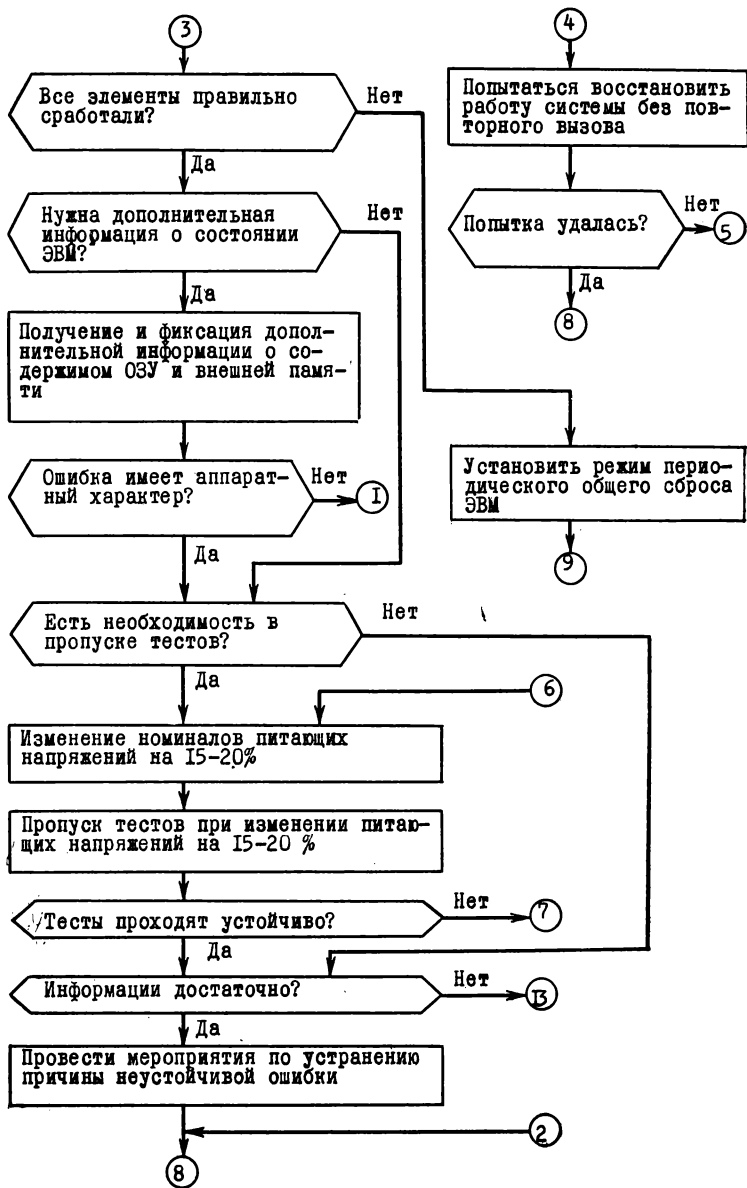 3
Все элементы правильно
сработали?
Нет
Да
Нужна дополнительная
информация о состоянии
ЭВМ?
Нет
Да
Получение и фиксация допол-
нительной информации о со-
держимом ОЗУ и внешней памя-
ти
Ошибка имеет аппарат-
ный характер?
Нет
I
Да
Есть необходимость в
пропуске тестов?
Нет
Да
6
Изменение номиналов питающих
напряжений на I5-20%
Пропуск тестов при изменении питаю-
щих напряжений на I5-20 %
Тесты проходят устойчиво?
Нет
7
Да
Информации достаточно?
Нет
I3
Да
Провести мероприятия по устранению
причины неустойчивой ошибки
2
8
4
Попытаться восстановить
работу системы без пов-
торного вызова
Попытка удалась?
Нет
5
Да
8
Установить режим перио-
дического общего сброса
ЭВМ
9